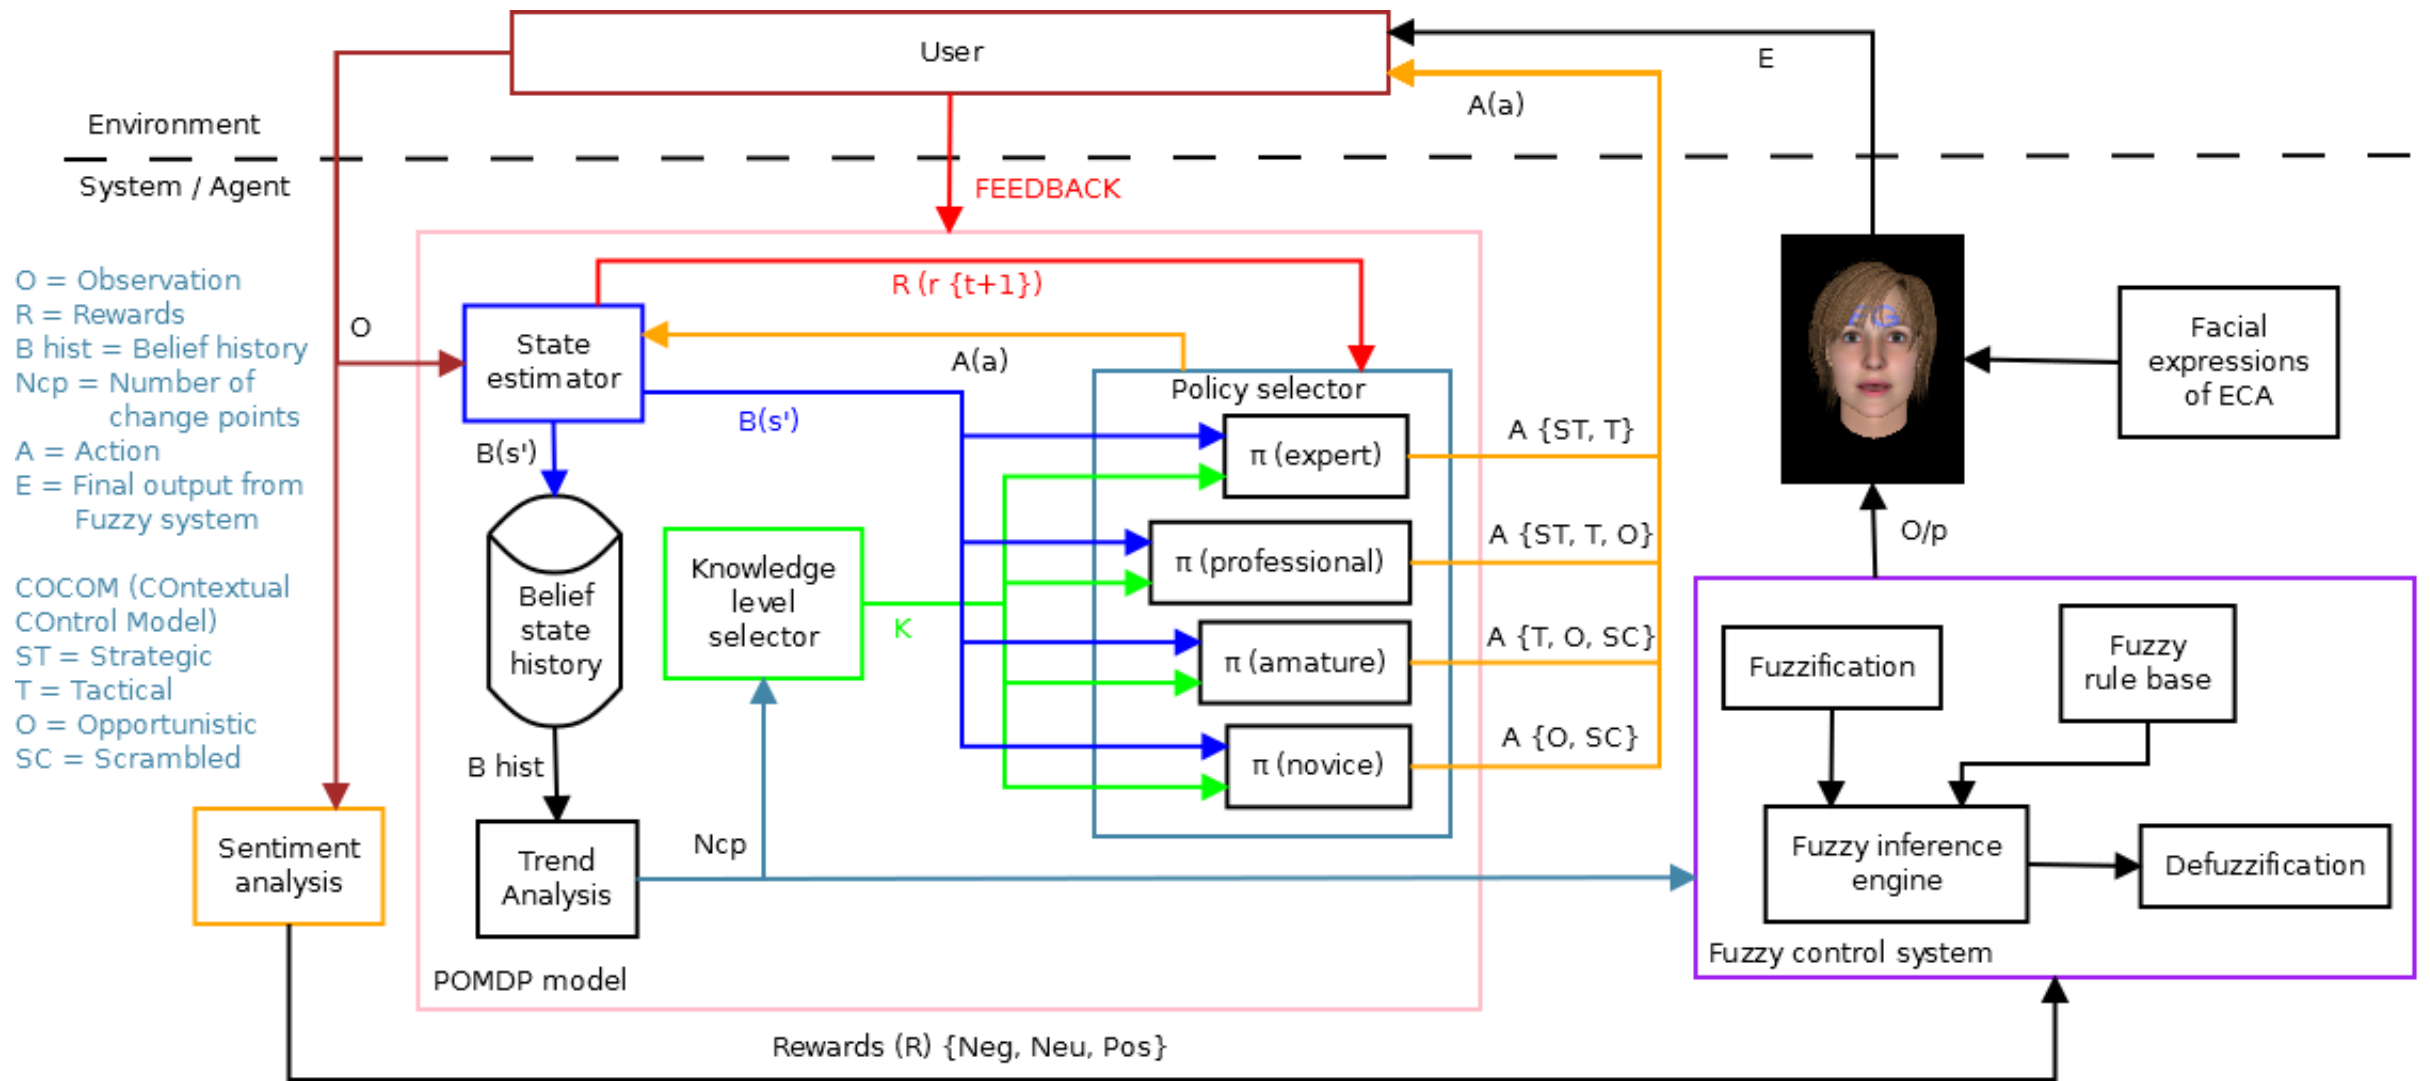 User
E
A(a)
Environment
System / Agent
FEEDBACK
O = Observation
R = Rewards
B hist = Belief history
Ncp = Number of
change points
A = Action
E = Final output from
Fuzzy system
COCOM (COntextual
COntrol Model)
ST = Strategic
T = Tactical
O = Opportunistic
SC = Scrambled
O
R (r {t+1})
State
estimator
A(a)
B(s')
B(s')
Belief
state
history
B hist
Trend
Analysis
Ncp
Knowledge
level
selector
K
Policy selector
π (expert)
π (professional)
π (amature)
π (novice)
A {ST, T}
A {ST, T, O}
A {T, O, SC}
A {O, SC}
POMDP model
Sentiment
analysis
Rewards (R) {Neg, Neu, Pos}
FG
Facial
expressions
of ECA
O/p
Fuzzification
Fuzzy
rule base
Fuzzy inference
engine
Defuzzification
Fuzzy control system